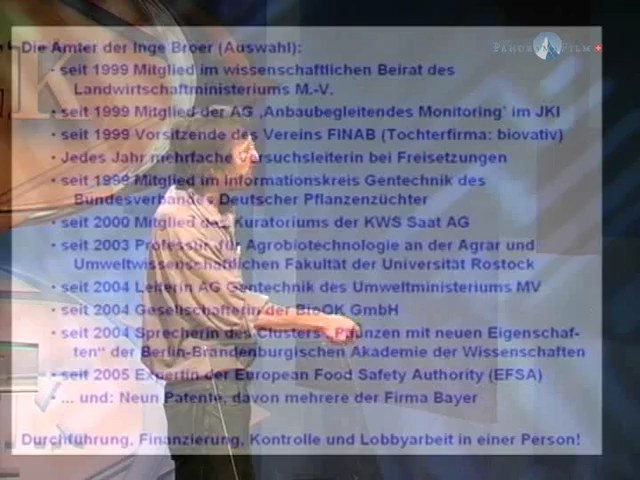 PANORAMA FILM
Die Ämter der Inge Broer (Auswahl):
- seit 1999 Mitglied im wissenschaftlichen Beirat des
Landwirtschaftministeriums M.-V.
- seit 1999 Mitglied der AG ‚Anbaubegleitendes Monitoring' im JKI
- seit 1999 Vorsitzende des Vereins FINAB (Tochterfirma: biovativ)
- Jedes Jahr mehrfache Versuchsleiterin bei Freisetzungen
- seit 1999 Mitglied im Informationskreis Gentechnik des
Bundesverbandes Deutscher Pflanzenzüchter
- seit 2000 Mitglied des Kuratoriums der KWS Saat AG
- seit 2003 Professur für Agrobiotechnologie an der Agrar und
Umweltwissenschaftlichen Fakultät der Universität Rostock
- seit 2004 Leiterin AG Gentechnik des Umweltministeriums MV
- seit 2004 Gesellschafterin der BioOK GmbH
- seit 2004 Sprecherin des Clusters „Pflanzen mit neuen Eigenschaf-
ten“ der Berlin-Brandenburgischen Akademie der Wissenschaften
- seit 2005 Expertin der European Food Safety Authority (EFSA)
- ... und: Neun Patente, davon mehrere der Firma Bayer
Durchführung, Finanzierung, Kontrolle und Lobbyarbeit in einer Person!